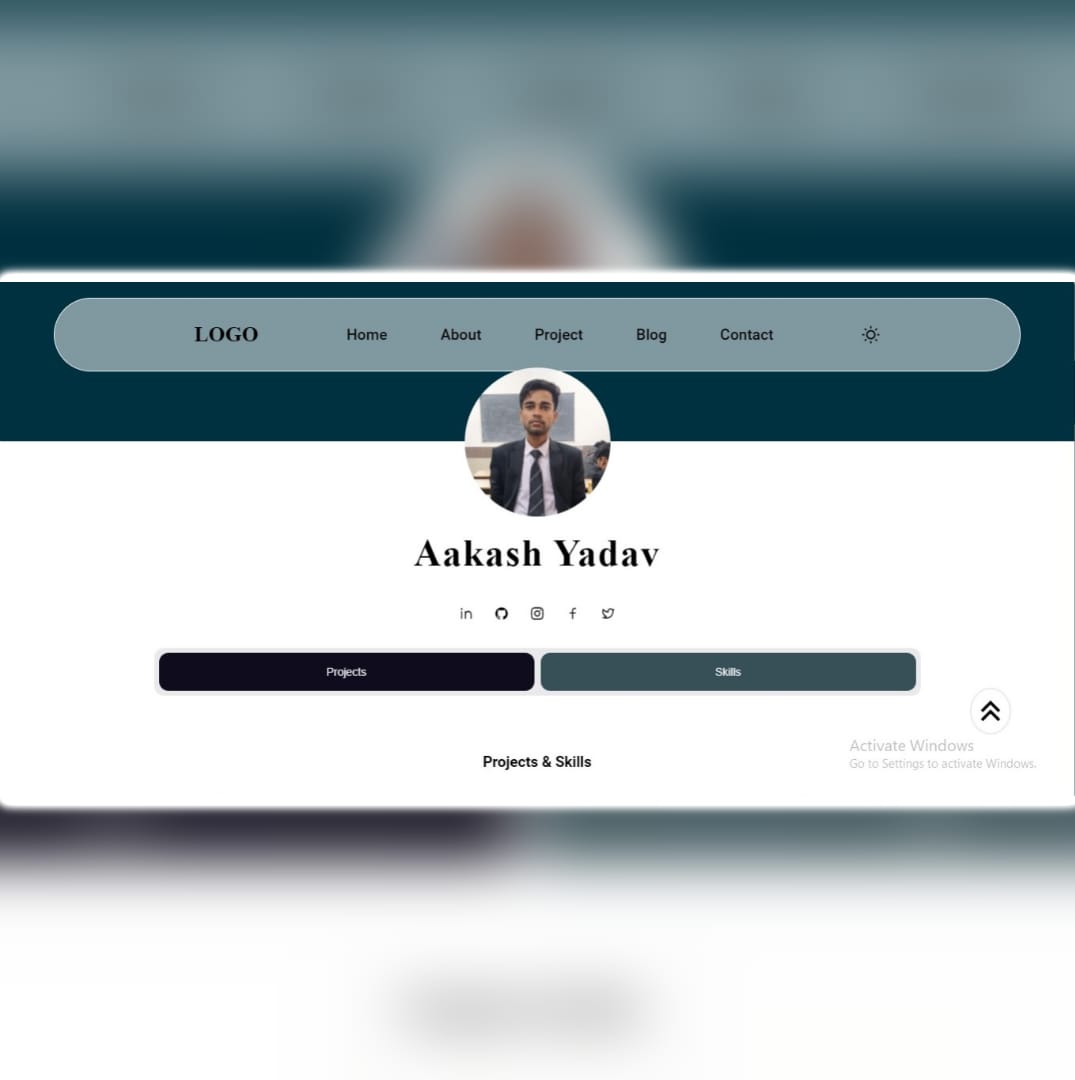 LOGO Home About Project Blog Contact
Aakash Yadav
in
Projects Skills
Activate Windows
Go to Settings to activate Windows.
Projects & Skills